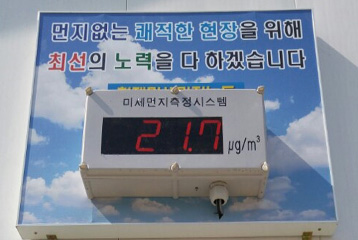 먼지없는 쾌적한 현장을 위해
최선의 노력을 다 하겠습니다
미세먼지측정시스템
21.7 μg/m³